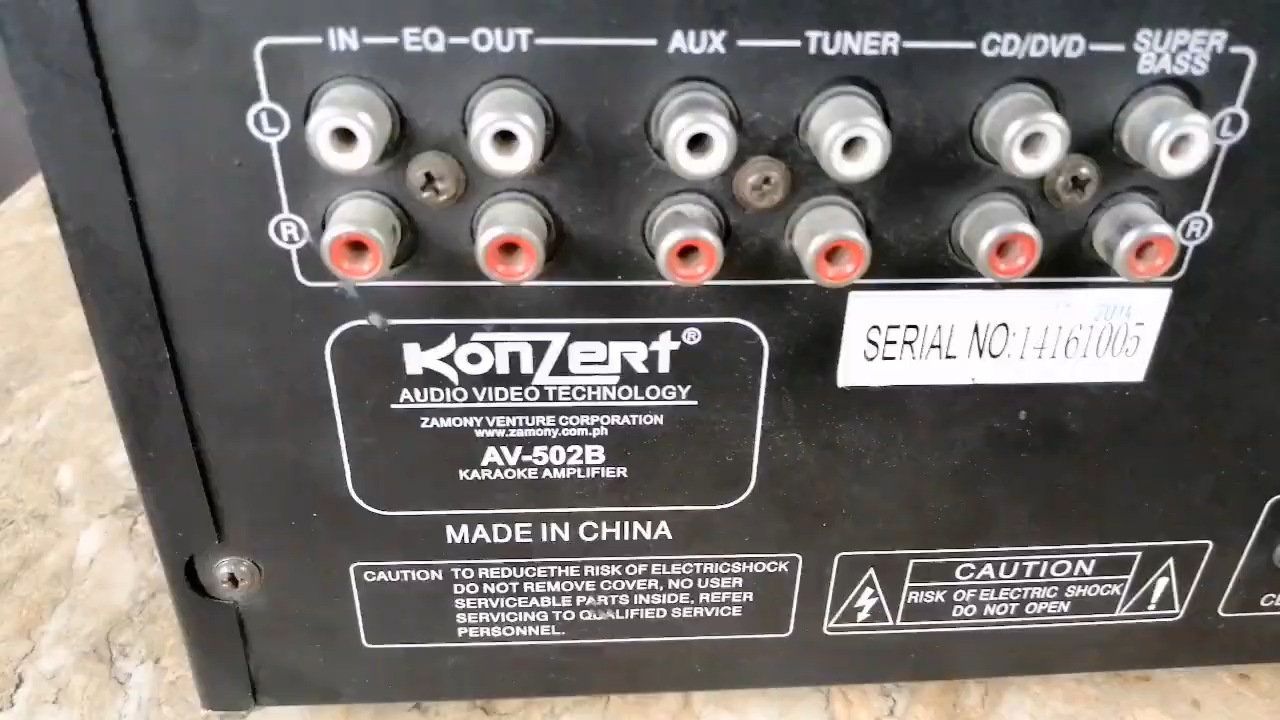 IN EQ OUT AUX TUNER CD/DVD SUPER BASS
L L
R R
KonZert®
AUDIO VIDEO TECHNOLOGY
ZAMONY VENTURE CORPORATION
www.zamony.com.ph
AV-502B
KARAOKE AMPLIFIER
2014
SERIAL NO:14161005
MADE IN CHINA
CAUTION TO REDUCETHE RISK OF ELECTRICSHOCK
DO NOT REMOVE COVER, NO USER
SERVICEABLE PARTS INSIDE, REFER
SERVICING TO QUALIFIED SERVICE
PERSONNEL.
CAUTION
RISK OF ELECTRIC SHOCK
DO NOT OPEN